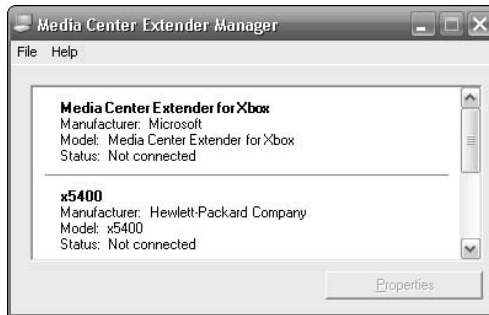 Media Center Extender Manager
File Help
Media Center Extender for Xbox
Manufacturer: Microsoft
Model: Media Center Extender for Xbox
Status: Not connected
x5400
Manufacturer: Hewlett-Packard Company
Model: x5400
Status: Not connected
Properties